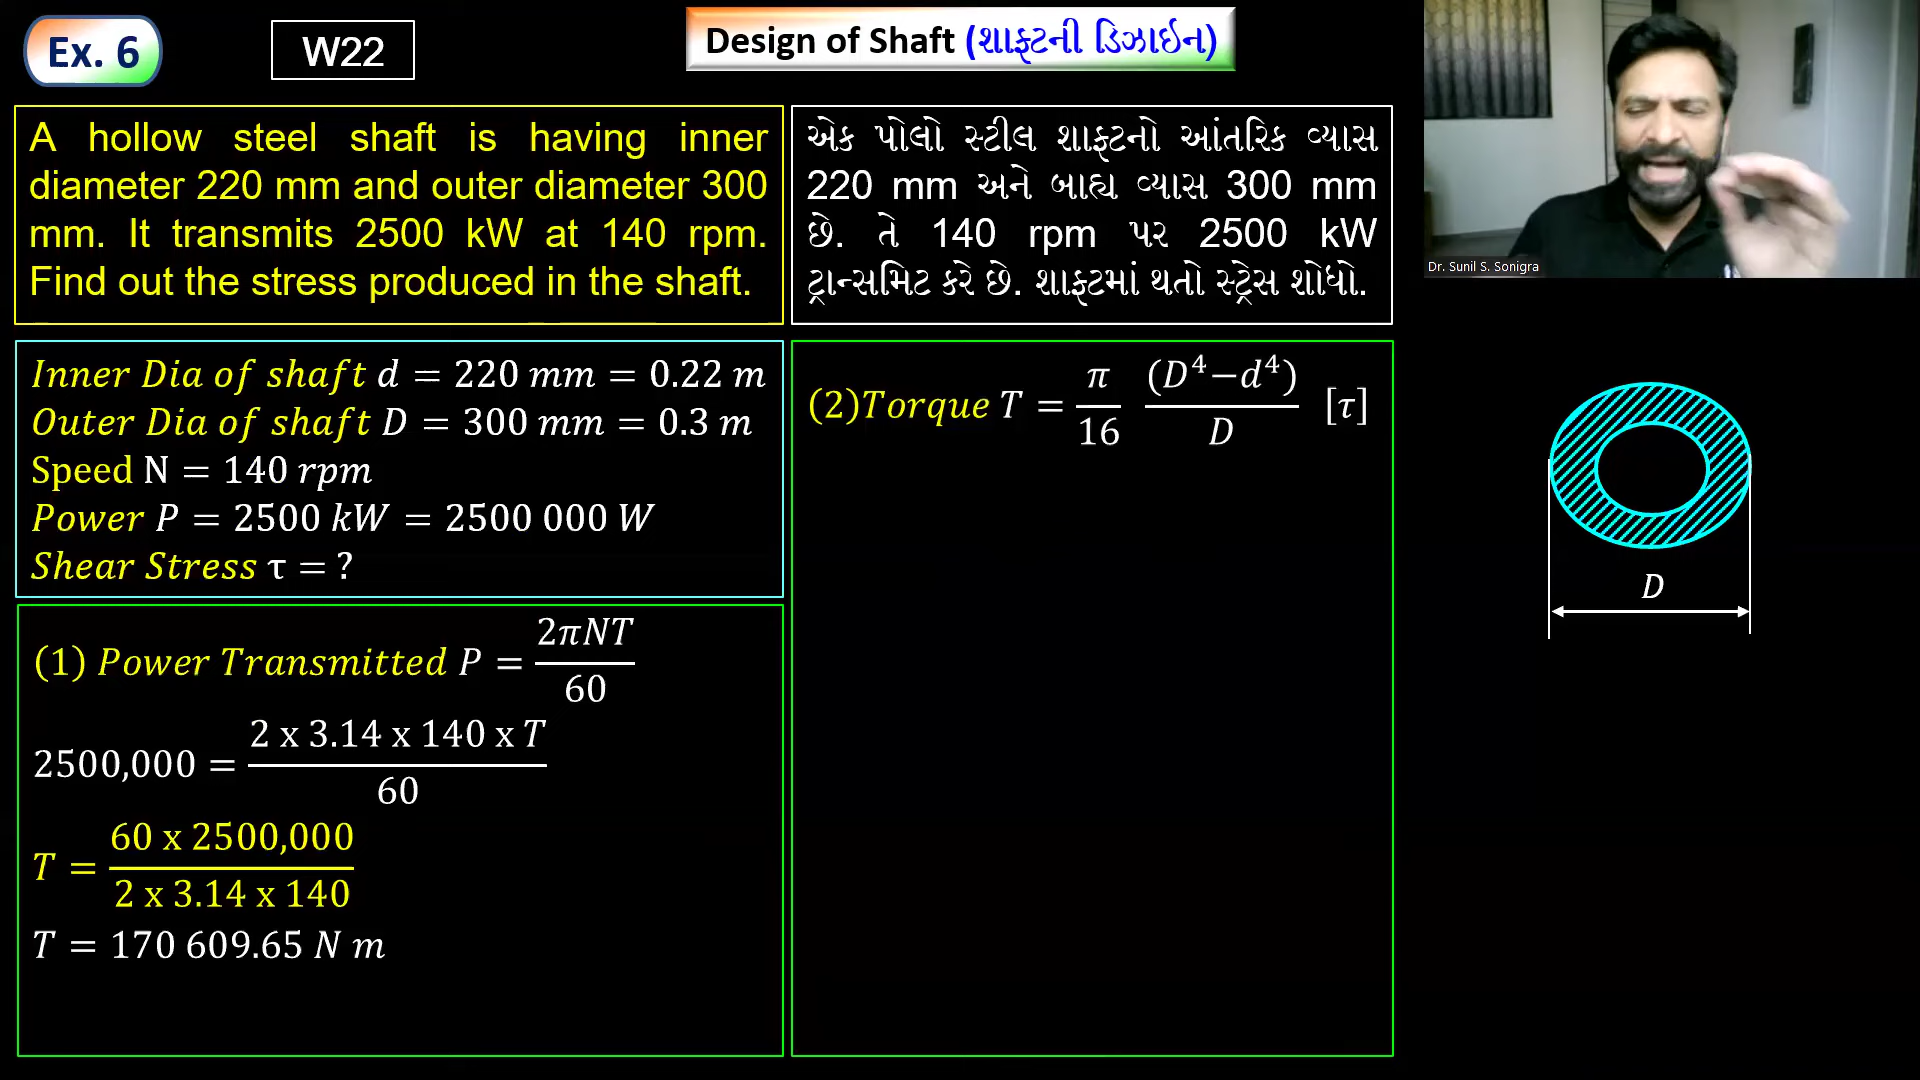 Ex. 6
W22
Design of Shaft (શાફ્ટની ડિઝાઈન)
A hollow steel shaft is having inner
diameter 220 mm and outer diameter 300
mm. It transmits 2500 kW at 140 rpm.
Find out the stress produced in the shaft.
એક પોલો સ્ટીલ શાફ્ટનો આંતરિક વ્યાસ
220 mm અને બાહ્ય વ્યાસ 300 mm
છે. તે 140 rpm પર 2500 kW
ટ્રાન્સમિટ કરે છે. શાફ્ટમાં થતો સ્ટ્રેસ શોધો.
Dr. Sunil S. Sonigra
Inner Dia of shaft d = 220 mm = 0.22 m
Outer Dia of shaft D = 300 mm = 0.3 m
Speed N = 140 rpm
Power P = 2500 kW = 2500 000 W
Shear Stress τ = ?
(1) Power Transmitted P = 2πNT / 60
2500,000 = 2 x 3.14 x 140 x T / 60
T = 60 x 2500,000 / 2 x 3.14 x 140
T = 170 609.65 N m
(2)Torque T = π/16 (D⁴−d⁴)/D [τ]
D